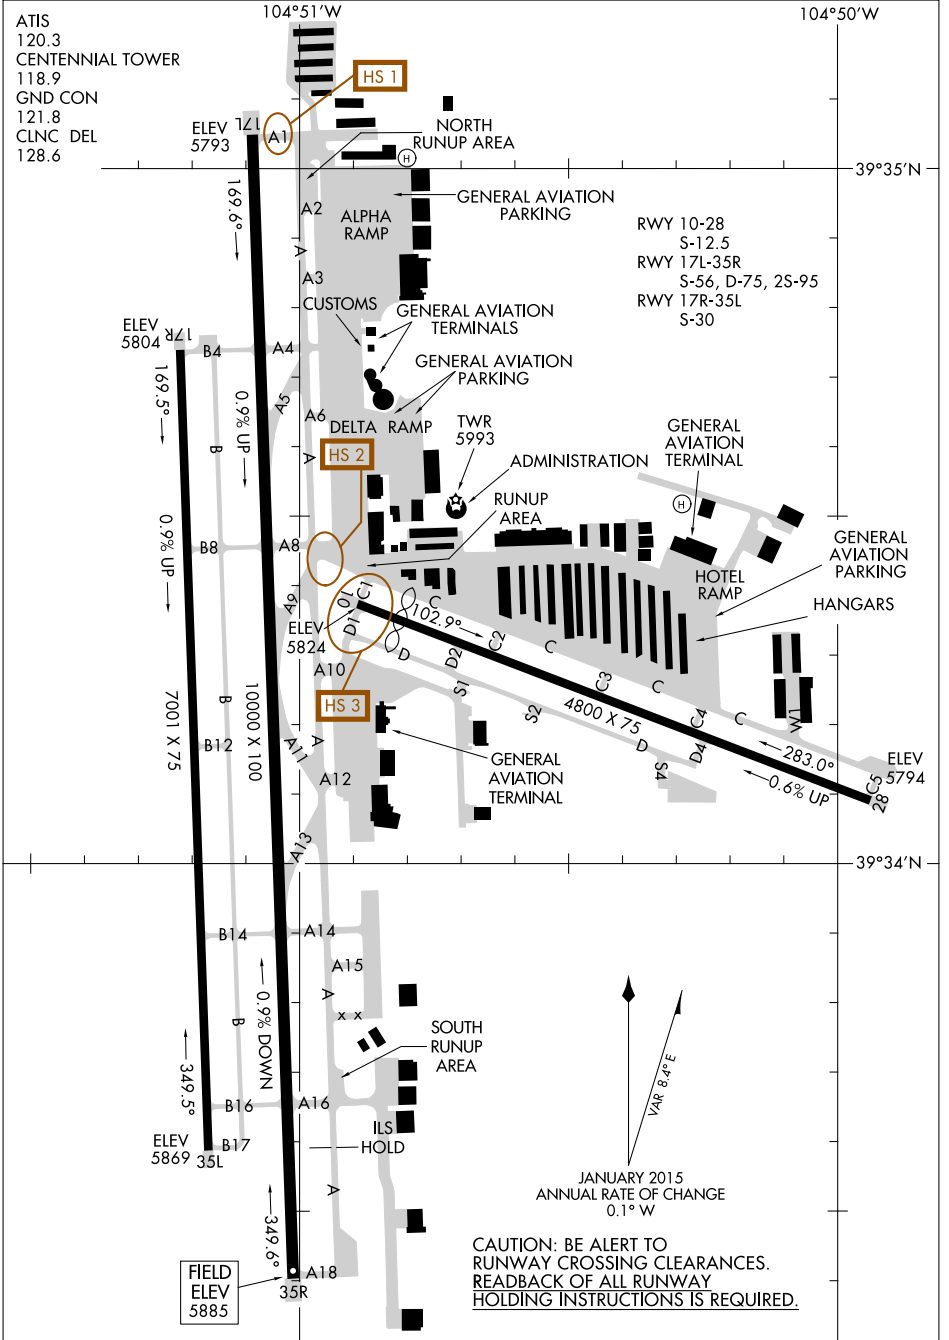 104°51'W
104°50'W
ATIS
120.3
CENTENNIAL TOWER
118.9
GND CON
121.8
CLNC DEL
128.6
HS 1
17L
A1
ELEV
5793
NORTH
RUNUP AREA
H
39°35'N
169.6°
A2
ALPHA
RAMP
GENERAL AVIATION
PARKING
RWY 10-28
S-12.5
RWY 17L-35R
S-56, D-75, 2S-95
RWY 17R-35L
S-30
A
A3
CUSTOMS
GENERAL AVIATION
TERMINALS
ELEV
5804
17R
B4
A4
GENERAL AVIATION
PARKING
169.5°
0.9% UP
A5
A6
DELTA RAMP
TWR
5993
GENERAL
AVIATION
TERMINAL
B
A
HS 2
ADMINISTRATION
H
RUNUP
AREA
0.9% UP
B8
A8
GENERAL
AVIATION
PARKING
HOTEL
RAMP
A9
10
C1
C
HANGARS
ELEV
5824
D1
102.9°
C2
D
D2
C
A10
S1
C3
C
B
7001 X 75
10000 X 100
HS 3
S2
4800 X 75
C4
C
W1
A
B12
A11
D
D4
283.0°
ELEV
5794
GENERAL
AVIATION
TERMINAL
A12
S4
0.6% UP
C5
28
A13
39°34'N
B14
A14
A15
A
0.9% DOWN
B
x x
SOUTH
RUNUP
AREA
349.5°
B16
A16
VAR 8.4° E
ILS
HOLD
ELEV
5869
B17
35L
A
JANUARY 2015
ANNUAL RATE OF CHANGE
0.1° W
349.6°
CAUTION: BE ALERT TO
RUNWAY CROSSING CLEARANCES.
READBACK OF ALL RUNWAY
HOLDING INSTRUCTIONS IS REQUIRED.
FIELD
ELEV
5885
A18
35R